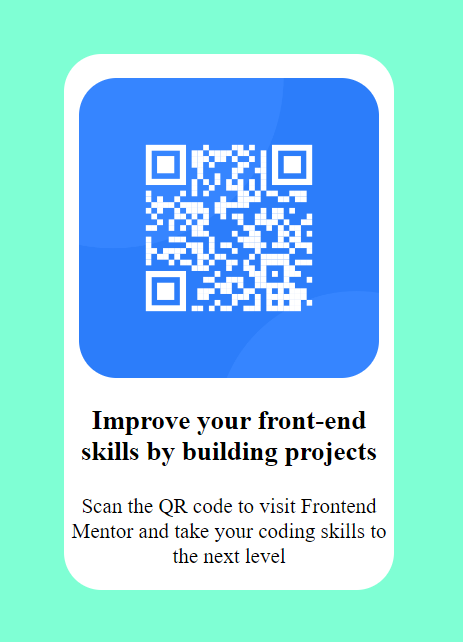 Improve your front-end
skills by building projects
Scan the QR code to visit Frontend
Mentor and take your coding skills to
the next level